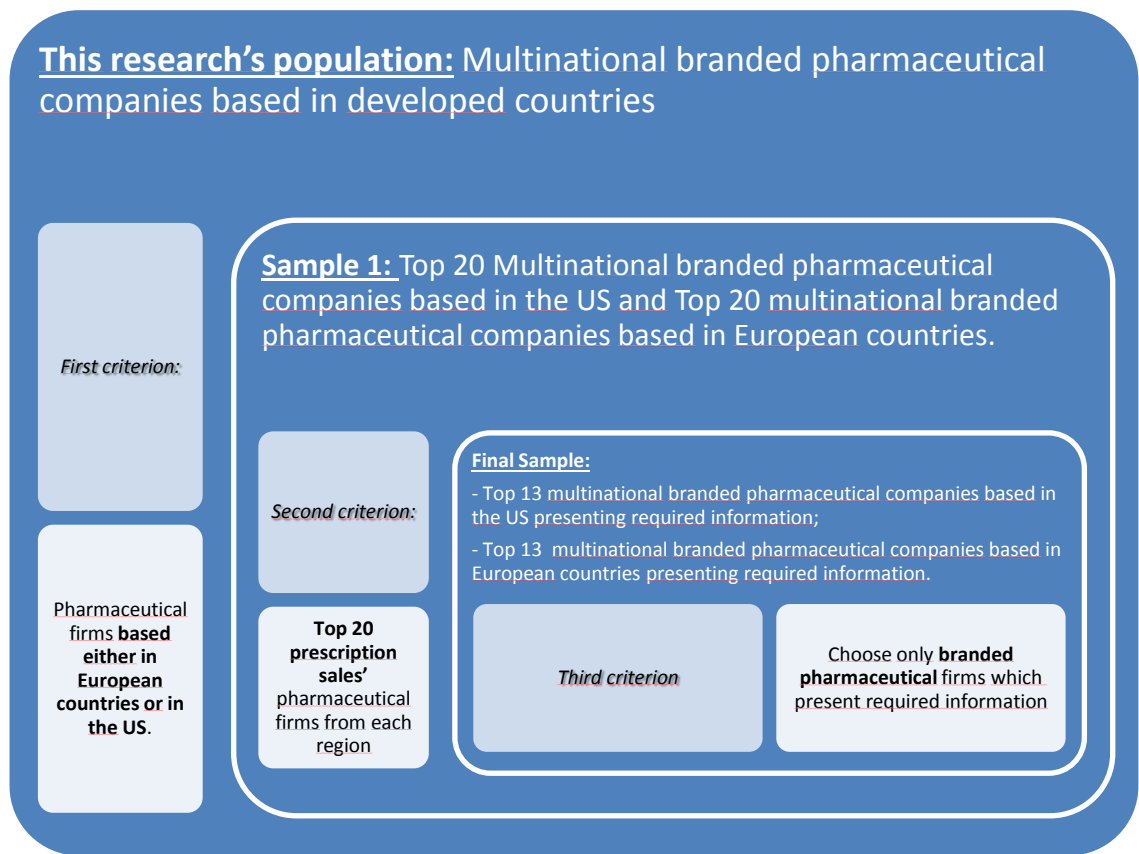 This research's population: Multinational branded pharmaceutical
companies based in developed countries
First criterion:
Pharmaceutical
firms based
either in
European
countries or in
the US.
Sample 1: Top 20 Multinational branded pharmaceutical
companies based in the US and Top 20 multinational branded
pharmaceutical companies based in European countries.
Second criterion:
Top 20
prescription
sales'
pharmaceutical
firms from each
region
Final Sample:
- Top 13 multinational branded pharmaceutical companies based in
the US presenting required information;
- Top 13 multinational branded pharmaceutical companies based in
European countries presenting required information.
Third criterion
Choose only branded
pharmaceutical firms which
present required information